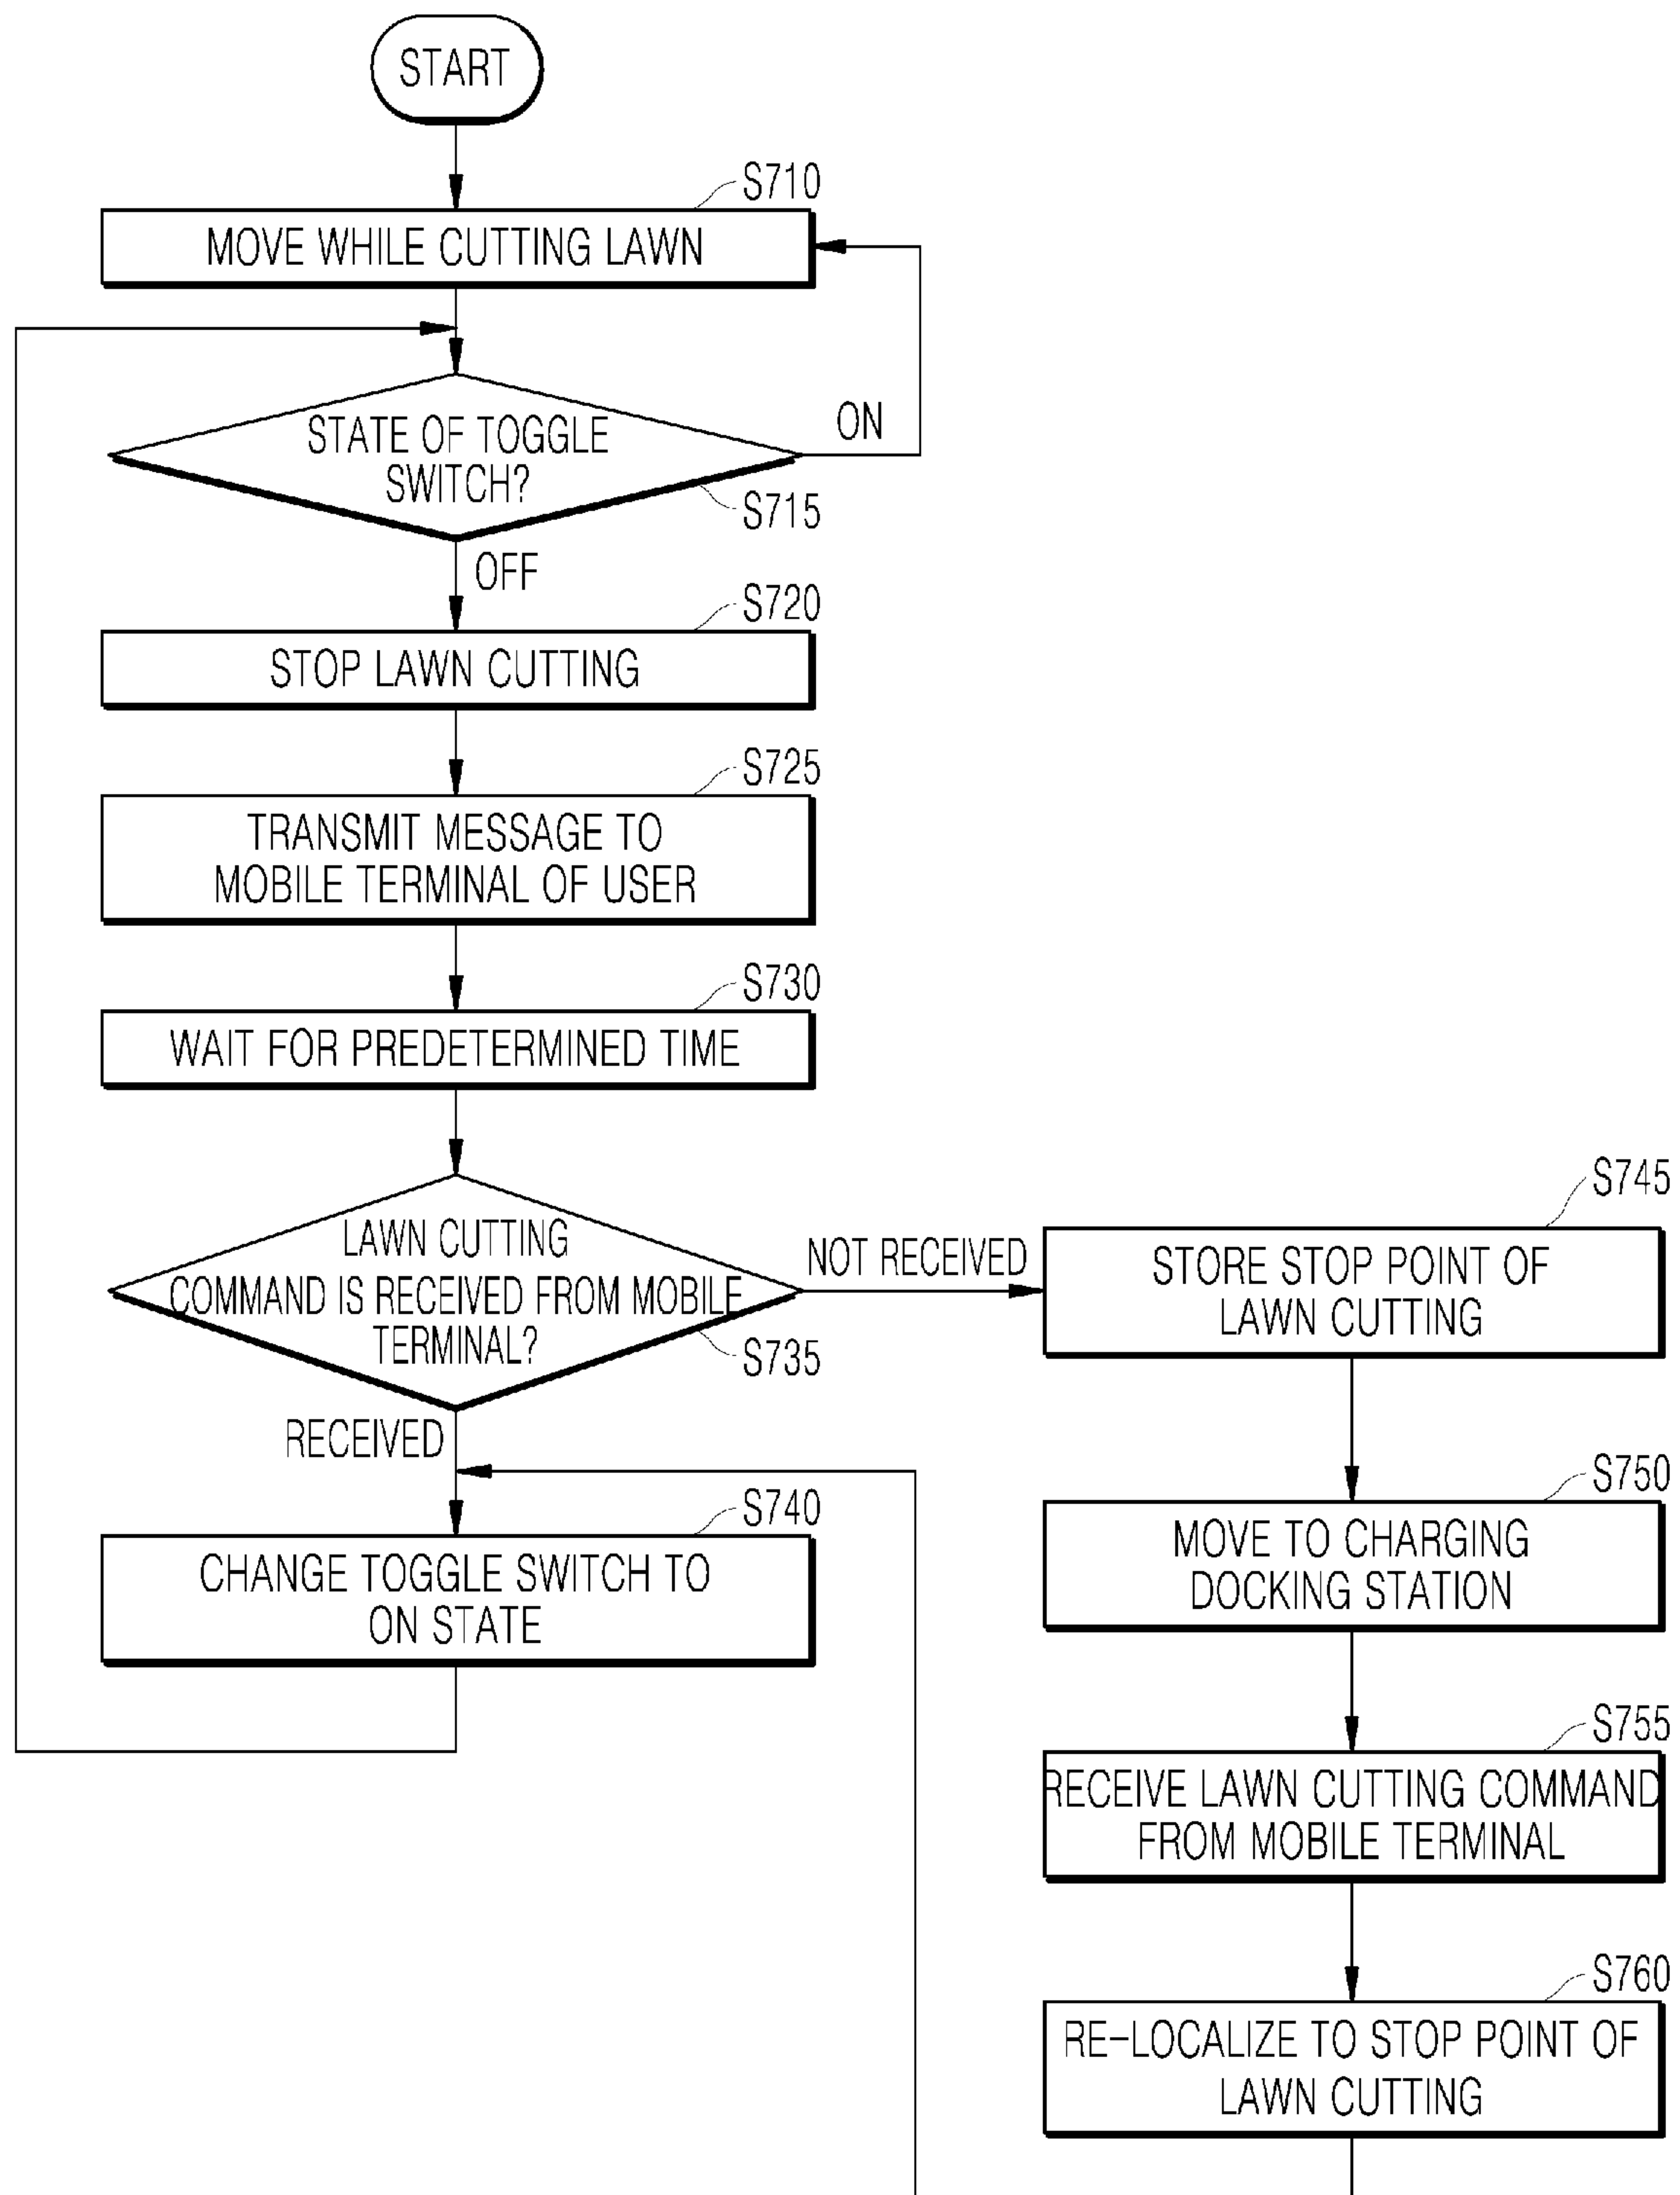 START
S710
MOVE WHILE CUTTING LAWN
STATE OF TOGGLE
SWITCH?
ON
S715
OFF
S720
STOP LAWN CUTTING
S725
TRANSMIT MESSAGE TO
MOBILE TERMINAL OF USER
S730
WAIT FOR PREDETERMINED TIME
LAWN CUTTING
COMMAND IS RECEIVED FROM MOBILE
TERMINAL?
S735
NOT RECEIVED
RECEIVED
S740
CHANGE TOGGLE SWITCH TO
ON STATE
S745
STORE STOP POINT OF
LAWN CUTTING
S750
MOVE TO CHARGING
DOCKING STATION
S755
RECEIVE LAWN CUTTING COMMAND
FROM MOBILE TERMINAL
S760
RE-LOCALIZE TO STOP POINT OF
LAWN CUTTING